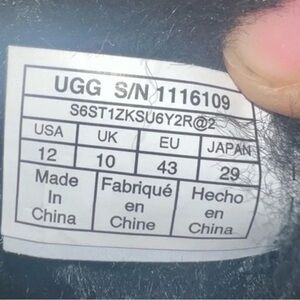 UGG S/N 1116109
S6ST1ZKSU6Y2R@2
USA UK EU JAPAN
12 10 43 29
Made Fabriqué Hecho
In en en
China Chine China